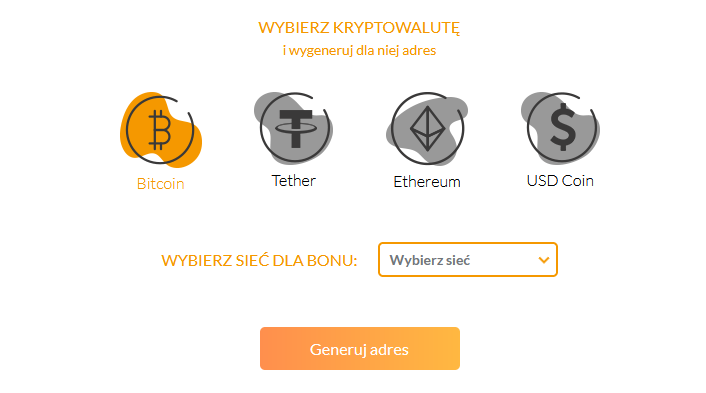 WYBIERZ KRYPTOWALUTĘ
i wygeneruj dla niej adres
Bitcoin
Tether
Ethereum
USD Coin
WYBIERZ SIEĆ DLA BONU:
Wybierz sieć
Generuj adres